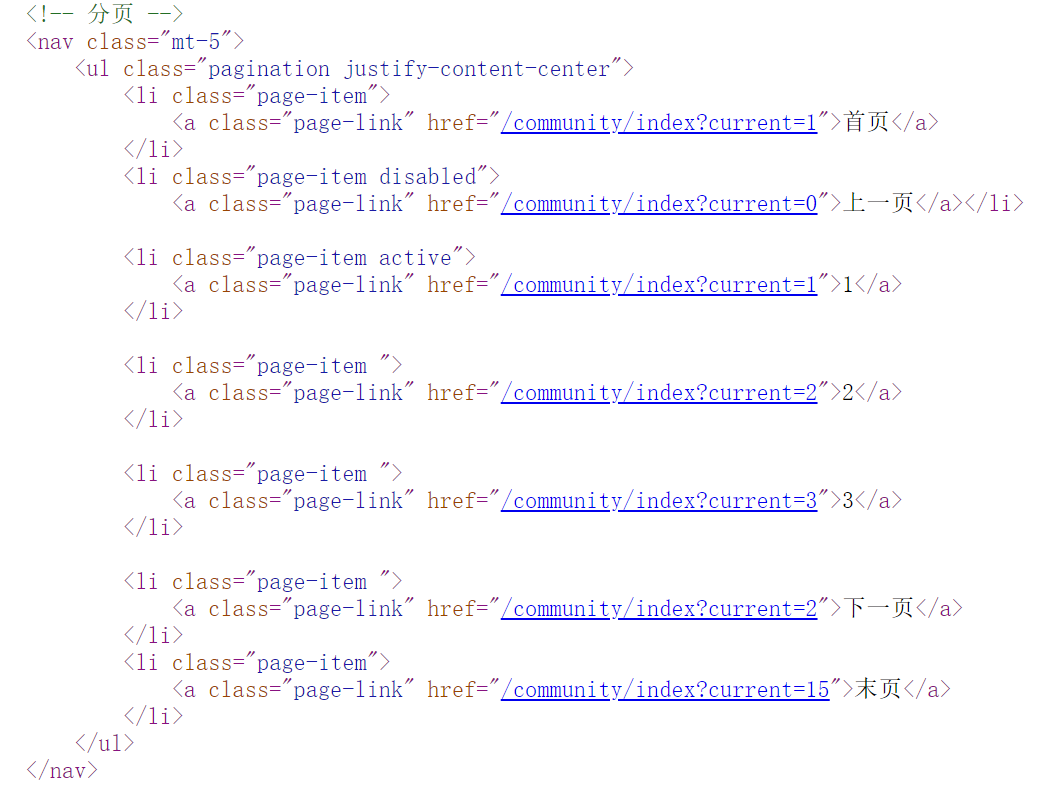 <!-- 分页 -->
<nav class="mt-5">
    <ul class="pagination justify-content-center">
        <li class="page-item">
            <a class="page-link" href="/community/index?current=1">首页</a>
        </li>
        <li class="page-item disabled">
            <a class="page-link" href="/community/index?current=0">上一页</a></li>

        <li class="page-item active">
            <a class="page-link" href="/community/index?current=1">1</a>
        </li>

        <li class="page-item ">
            <a class="page-link" href="/community/index?current=2">2</a>
        </li>

        <li class="page-item ">
            <a class="page-link" href="/community/index?current=3">3</a>
        </li>

        <li class="page-item ">
            <a class="page-link" href="/community/index?current=2">下一页</a>
        </li>
        <li class="page-item">
            <a class="page-link" href="/community/index?current=15">末页</a>
        </li>
    </ul>
</nav>